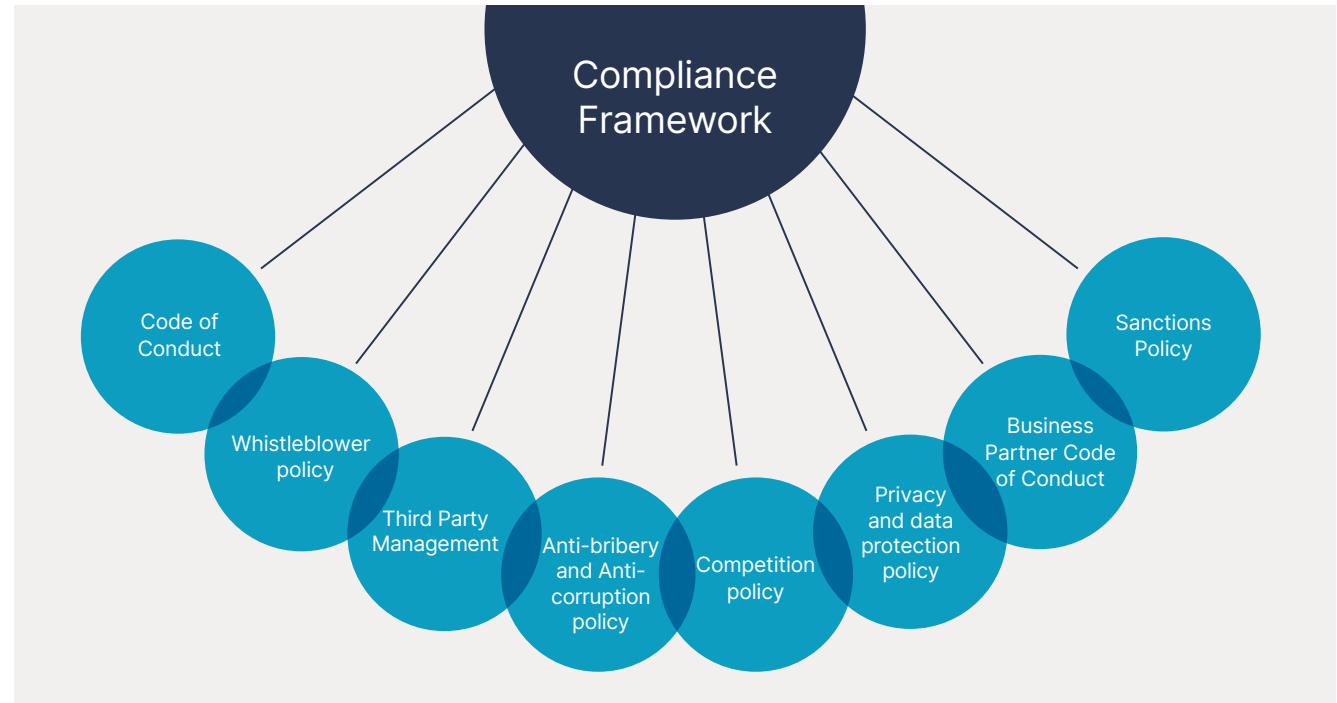 Compliance
Framework
Code of
Conduct
Whistleblower
policy
Third Party
Management
Anti-bribery
and Anti-
corruption
policy
Competition
policy
Privacy
and data
protection
policy
Business
Partner Code
of Conduct
Sanctions
Policy